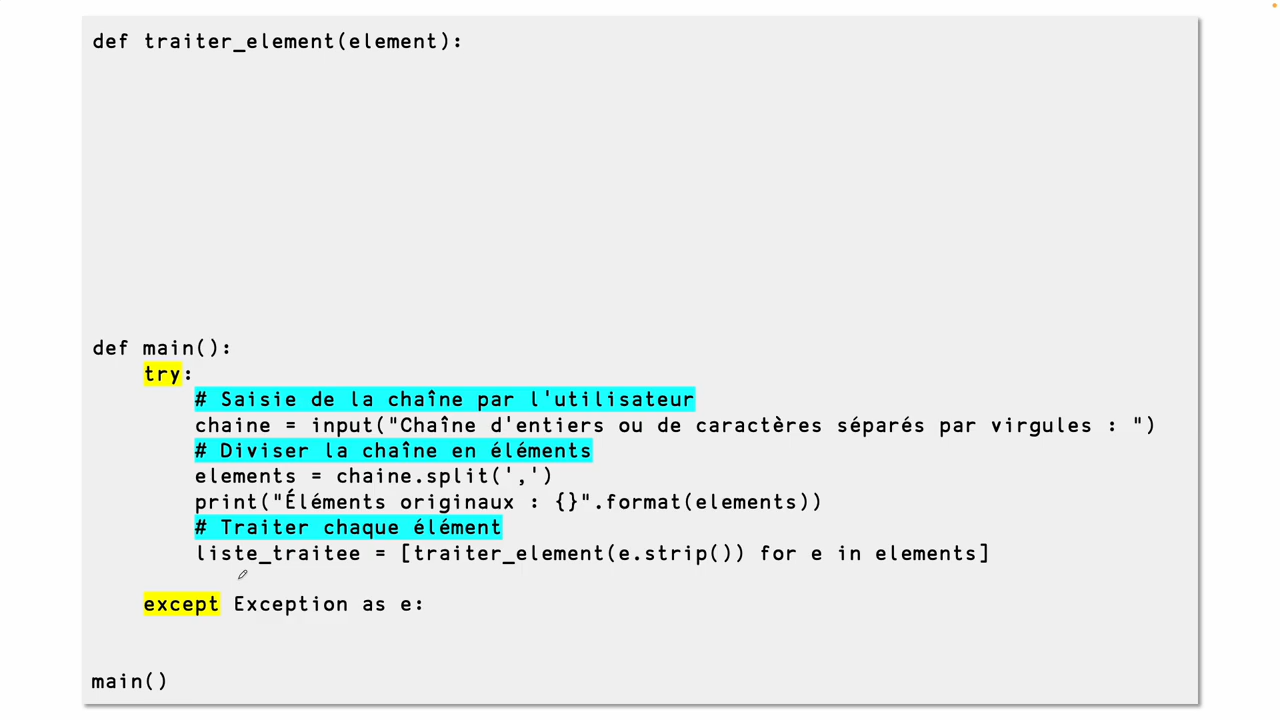 def traiter_element(element):
def main():
try:
# Saisie de la chaîne par l'utilisateur
chaine = input("Chaîne d'entiers ou de caractères séparés par virgules : ")
# Diviser la chaîne en éléments
elements = chaine.split(',')
print("Éléments originaux : {}".format(elements))
# Traiter chaque élément
liste_traitee = [traiter_element(e.strip()) for e in elements]
except Exception as e:
main()